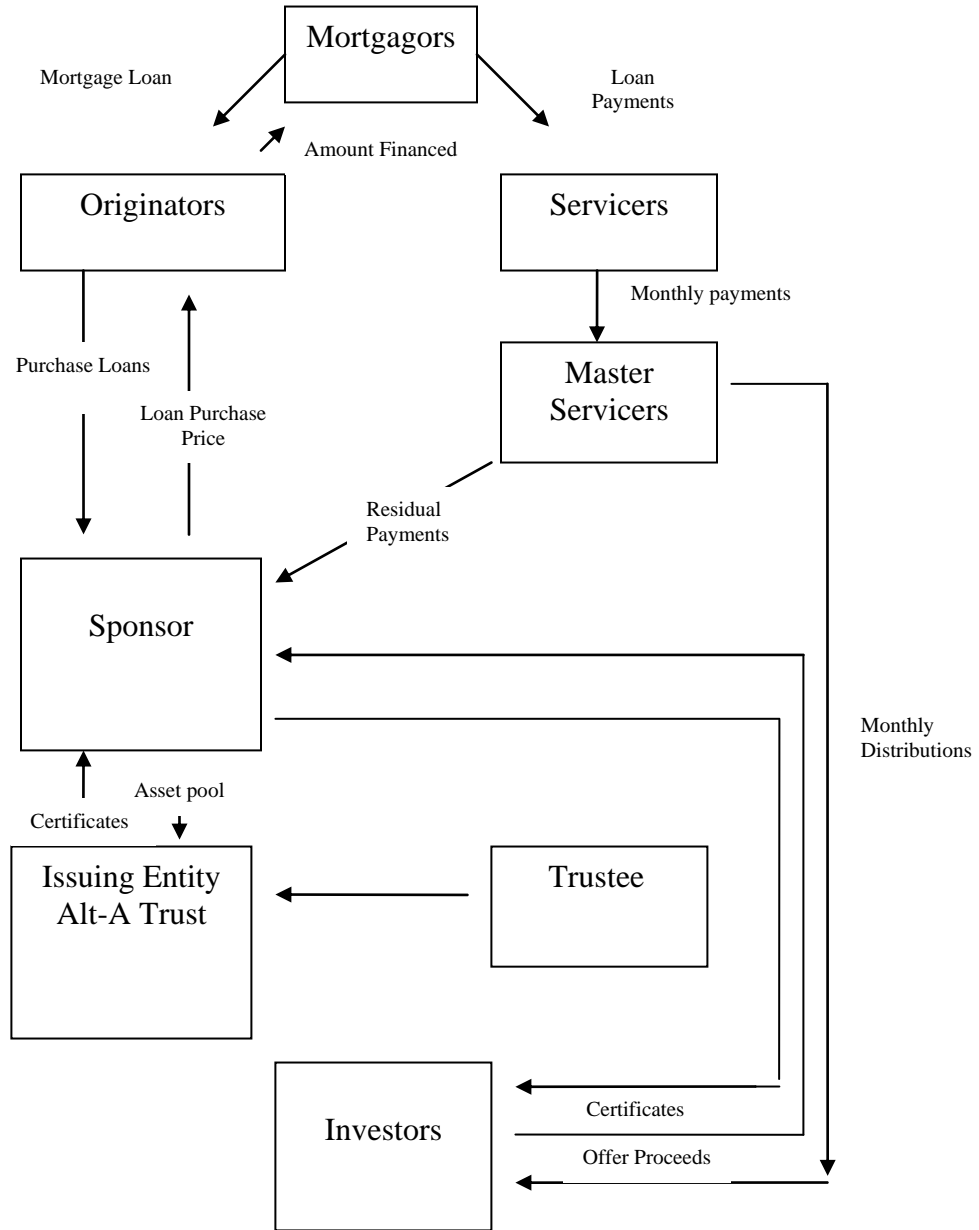 Mortgagors
Mortgage Loan
Loan
Payments
Amount Financed
Originators
Servicers
Monthly payments
Purchase Loans
Master
Servicers
Loan Purchase
Price
Residual
Payments
Sponsor
Monthly
Distributions
Asset pool
Certificates
Issuing Entity
Alt-A Trust
Trustee
Investors
Certificates
Offer Proceeds